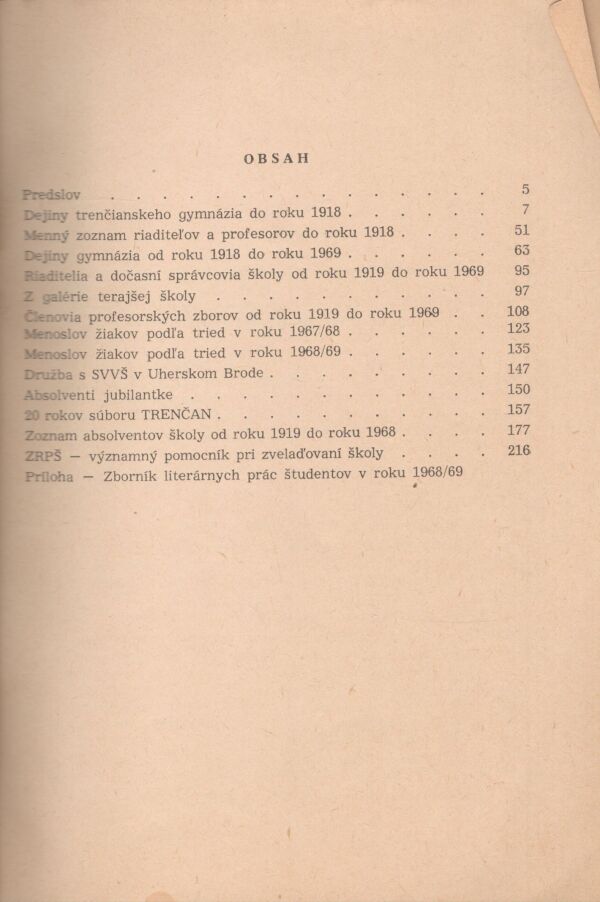 OBSAH
Predslov . . . . . . . . . . . . . . 5
Dejiny trenčianskeho gymnázia do roku 1918 . . . . . . 7
Menný zoznam riaditeľov a profesorov do roku 1918 . . . . 51
Dejiny gymnázia od roku 1918 do roku 1969 . . . . . . 63
Riaditelia a dočasní správcovia školy od roku 1919 do roku 1969 95
Z galérie terajšej školy . . . . . . . . . . . 97
Členovia profesorských zborov od roku 1919 do roku 1969 . . 108
Menoslov žiakov podľa tried v roku 1967/68 . . . . . . 123
Menoslov žiakov podľa tried v roku 1968/69 . . . . . . 135
Družba s SVVŠ v Uherskom Brode . . . . . . . . . 147
Absolventi jubilantke . . . . . . . . . . . . 150
20 rokov súboru TRENČAN . . . . . . . . . . . 157
Zoznam absolventov školy od roku 1919 do roku 1968 . . . . 177
ZRPŠ — významný pomocník pri zveľaďovaní školy . . . . 216
Príloha — Zborník literárnych prác študentov v roku 1968/69